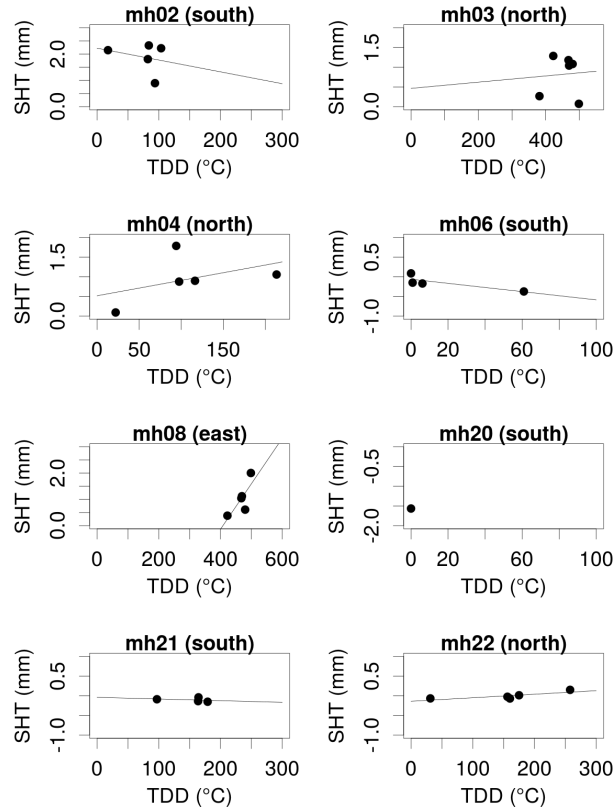 mh02 (south)
SHT (mm)
0.0 2.0
0 100 200 300
TDD (°C)
mh03 (north)
SHT (mm)
0.0 1.5
0 200 400
TDD (°C)
mh04 (north)
SHT (mm)
0.0 1.5
0 50 150
TDD (°C)
mh06 (south)
SHT (mm)
-1.0 0.5
0 20 60 100
TDD (°C)
mh08 (east)
SHT (mm)
0.0 2.0
0 200 400 600
TDD (°C)
mh20 (south)
SHT (mm)
-2.0 -0.5
0 20 60 100
TDD (°C)
mh21 (south)
SHT (mm)
-1.0 0.5
0 100 200 300
TDD (°C)
mh22 (north)
SHT (mm)
-1.0 0.5
0 100 200 300
TDD (°C)